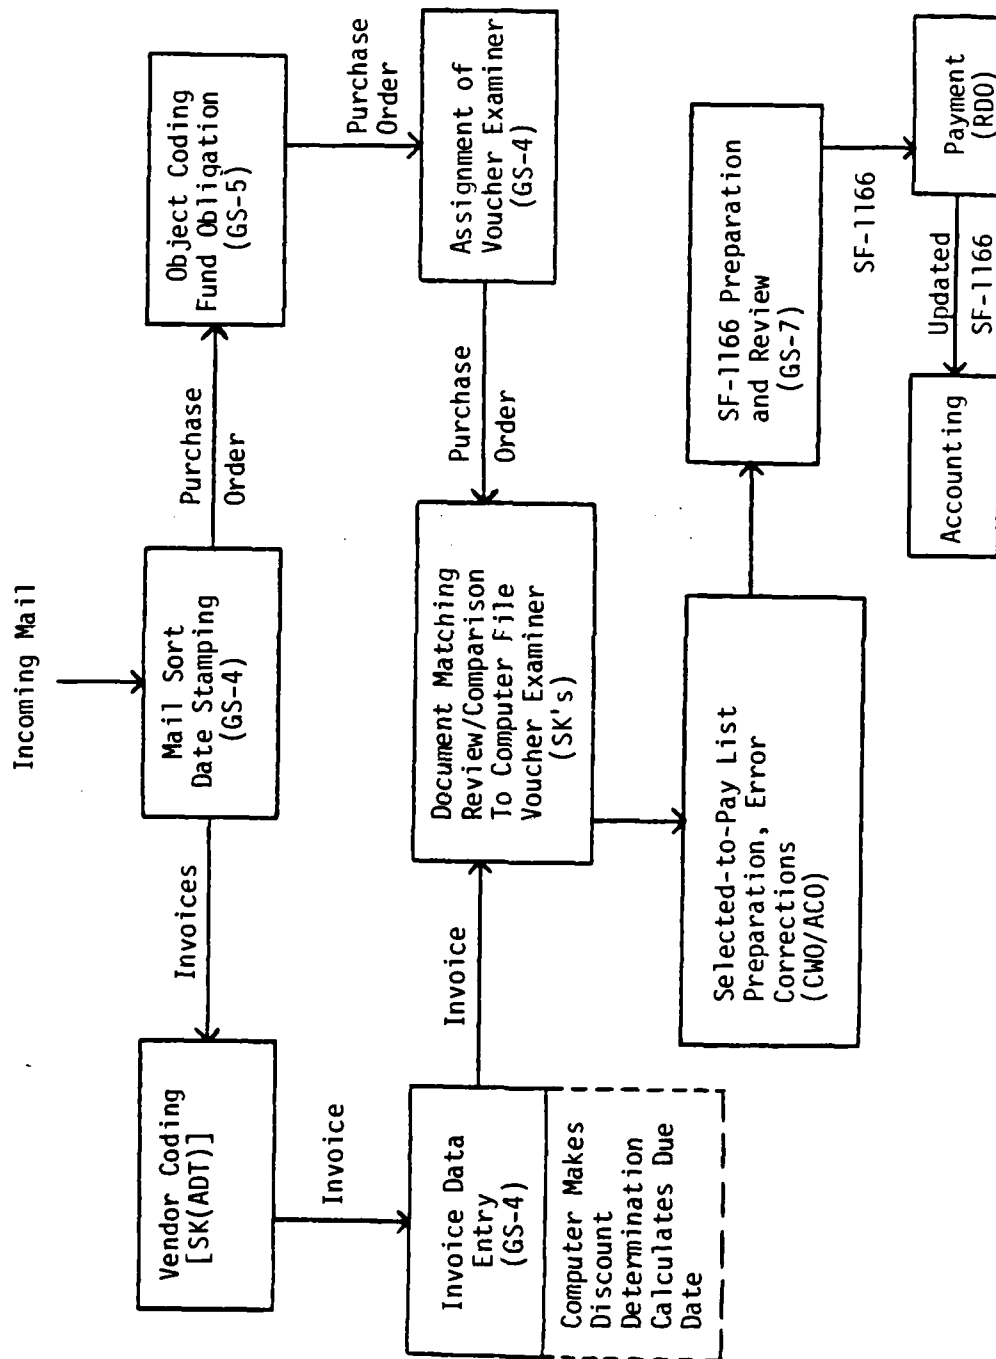 Incoming Mail
Mail Sort
Date Stamping
(GS-4)
Invoices
Purchase
Order
Vendor Coding
[SK(ADT)]
Object Coding
Fund Obligation
(GS-5)
Invoice
Purchase
Order
Invoice Data
Entry
(GS-4)
Computer Makes
Discount
Determination
Calculates Due
Date
Invoice
Document Matching
Review/Comparison
To Computer File
Voucher Examiner
(SK's)
Purchase
Order
Assignment of
Voucher Examiner
(GS-4)
Selected-to-Pay List
Preparation, Error
Corrections
(CWO/ACO)
SF-1166 Preparation
and Review
(GS-7)
SF-1166
Payment
(RDO)
Updated
SF-1166
Accounting